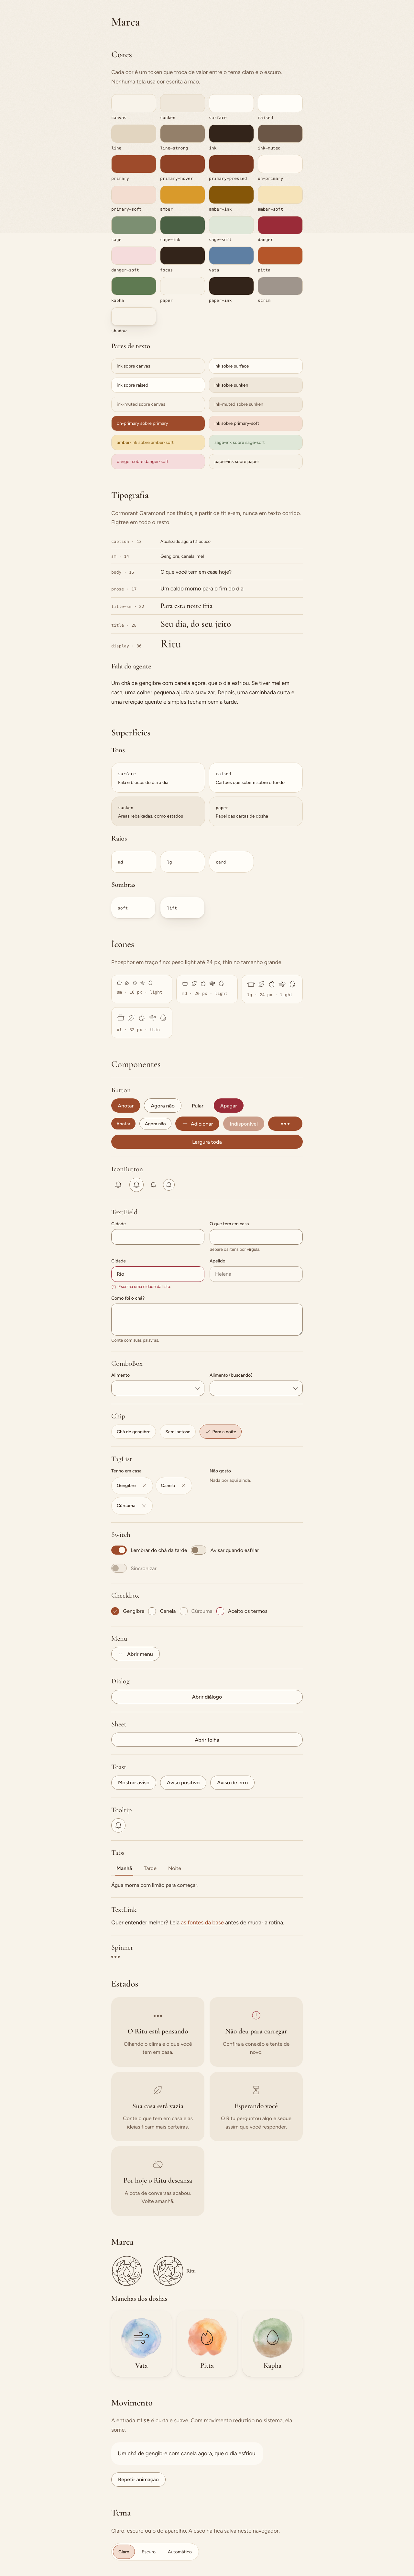 Marca
Cores
Cada cor é um token que troca de valor entre o tema claro e o escuro.
Nenhuma tela usa cor escrita à mão.
canvas sunken surface raised
line line-strong ink ink-muted
primary primary-hover primary-pressed on-primary
primary-soft amber amber-ink amber-soft
sage sage-ink sage-soft danger
danger-soft focus vata pitta
kapha paper paper-ink scrim
shadow
Pares de texto
ink sobre canvas ink sobre surface
ink sobre raised ink sobre sunken
ink-muted sobre canvas ink-muted sobre sunken
on-primary sobre primary ink sobre primary-soft
amber-ink sobre amber-soft sage-ink sobre sage-soft
danger sobre danger-soft paper-ink sobre paper
Tipografia
Cormorant Garamond nos títulos, a partir de title-sm, nunca em texto corrido.
Figtree em todo o resto.
caption · 13 Atualizado agora há pouco
sm · 14 Gengibre, canela, mel
body · 16 O que você tem em casa hoje?
prose · 17 Um caldo morno para o fim do dia
title-sm · 22 Para esta noite fria
title · 28 Seu dia, do seu jeito
display · 36 Ritu
Fala do agente
Um chá de gengibre com canela agora, que o dia esfriou. Se tiver mel em
casa, uma colher pequena ajuda a suavizar. Depois, uma caminhada curta e
uma refeição quente e simples fecham bem a tarde.
Superfícies
Tons
surface
Fala e blocos do dia a dia
raised
Cartões que sobem sobre o fundo
sunken
Áreas rebaixadas, como estados
paper
Papel das cartas de dosha
Raios
md lg card
Sombras
soft lift
Ícones
Phosphor em traço fino: peso light até 24 px, thin no tamanho grande.
sm · 16 px · light md · 20 px · light lg · 24 px · light
xl · 32 px · thin
Componentes
Button
Anotar Agora não Pular Apagar
Anotar Agora não Adicionar Indisponível
Largura toda
IconButton
TextField
Cidade O que tem em casa
Separe os itens por vírgula.
Cidade Apelido
Rio Helena
Escolha uma cidade da lista.
Como foi o chá?
Conte com suas palavras.
ComboBox
Alimento Alimento (buscando)
Chip
Chá de gengibre Sem lactose Para a noite
TagList
Tenho em casa Não gosto
Gengibre Canela Nada por aqui ainda.
Cúrcuma
Switch
Lembrar do chá da tarde Avisar quando esfriar
Sincronizar
Checkbox
Gengibre Canela Cúrcuma Aceito os termos
Menu
Abrir menu
Dialog
Abrir diálogo
Sheet
Abrir folha
Toast
Mostrar aviso Aviso positivo Aviso de erro
Tooltip
Tabs
Manhã Tarde Noite
Água morna com limão para começar.
TextLink
Quer entender melhor? Leia as fontes da base antes de mudar a rotina.
Spinner
Estados
O Ritu está pensando
Olhando o clima e o que você
tem em casa.
Não deu para carregar
Confira a conexão e tente de
novo.
Sua casa está vazia
Conte o que tem em casa e as
ideias ficam mais certeiras.
Esperando você
O Ritu perguntou algo e segue
assim que você responder.
Por hoje o Ritu descansa
A cota de conversas acabou.
Volte amanhã.
Marca
Ritu
Manchas dos doshas
Vata Pitta Kapha
Movimento
A entrada rise é curta e suave. Com movimento reduzido no sistema, ela
some.
Um chá de gengibre com canela agora, que o dia esfriou.
Repetir animação
Tema
Claro, escuro ou o do aparelho. A escolha fica salva neste navegador.
Claro Escuro Automático